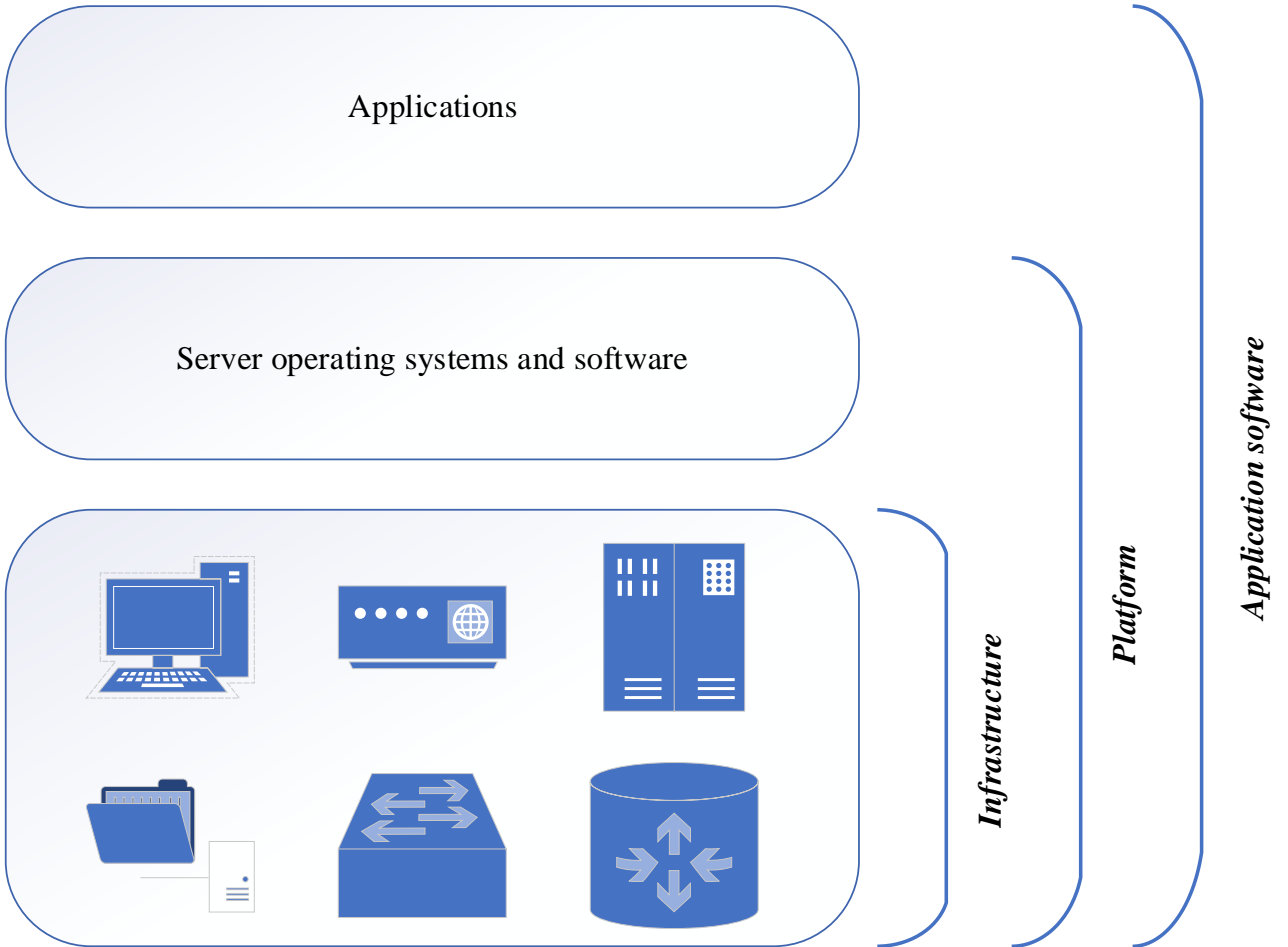 Applications
Server operating systems and software
Infrastructure
Platform
Application software